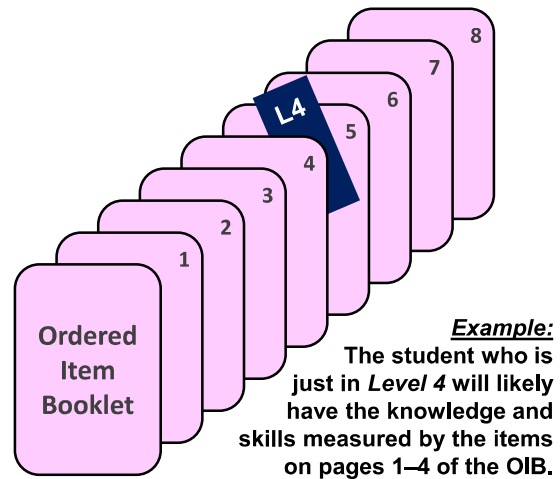 8
7
6
L4
5
4
3
2
1
Ordered
Item
Booklet
Example:
The student who is
just in Level 4 will likely
have the knowledge and
skills measured by the items
on pages 1–4 of the OIB.